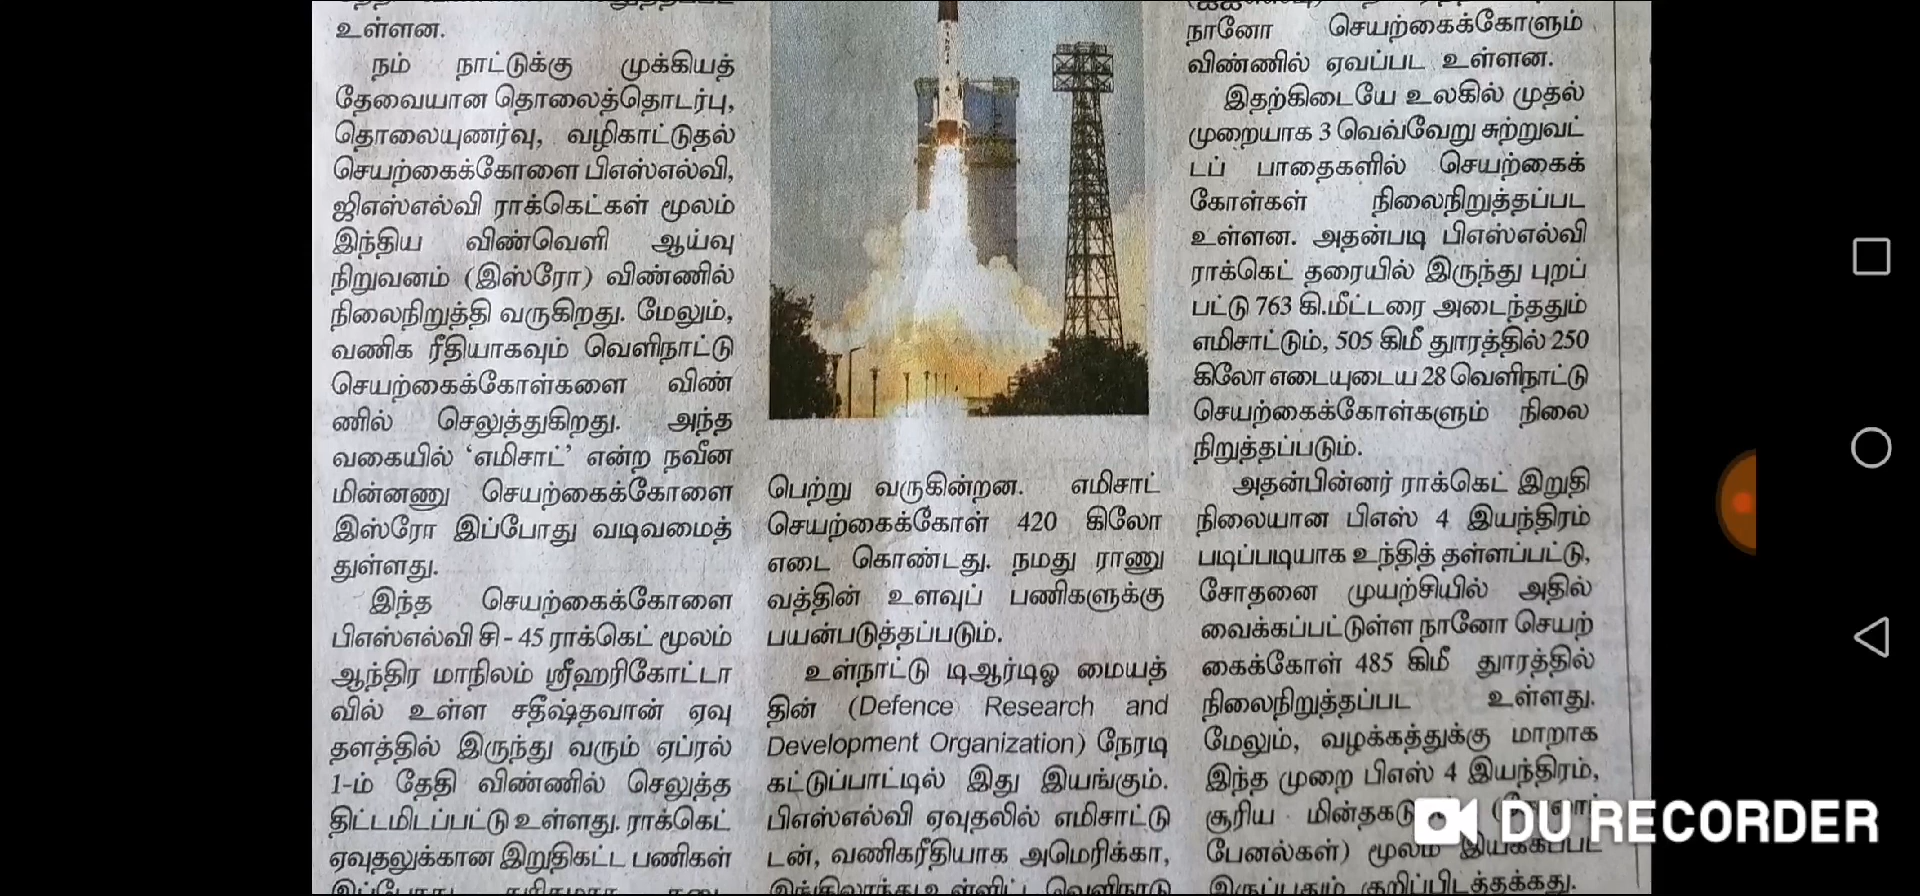 உள்ளன.
நம் நாட்டுக்கு முக்கியத்
தேவையான தொலைத்தொடர்பு,
தொலையுணர்வு, வழிகாட்டுதல்
செயற்கைக்கோளை பிஎஸ்எல்வி,
ஜிஎஸ்எல்வி ராக்கெட்கள் மூலம்
இந்திய விண்வெளி ஆய்வு
நிறுவனம் (இஸ்ரோ) விண்ணில்
நிலைநிறுத்தி வருகிறது. மேலும்,
வணிக ரீதியாகவும் வெளிநாட்டு
செயற்கைக்கோள்களை விண்
ணில் செலுத்துகிறது. அந்த
வகையில் ‘எமிசாட்’ என்ற நவீன
மின்னணு செயற்கைக்கோளை
இஸ்ரோ இப்போது வடிவமைத்
துள்ளது.
இந்த செயற்கைக்கோளை
பிஎஸ்எல்வி சி - 45 ராக்கெட் மூலம்
ஆந்திர மாநிலம் ஸ்ரீஹரிகோட்டா
வில் உள்ள சதீஷ்தவான் ஏவு
தளத்தில் இருந்து வரும் ஏப்ரல்
1-ம் தேதி விண்ணில் செலுத்த
திட்டமிடப்பட்டு உள்ளது. ராக்கெட்
ஏவுதலுக்கான இறுதிகட்ட பணிகள்
பெற்று வருகின்றன. எமிசாட்
செயற்கைக்கோள் 420 கிலோ
எடை கொண்டது. நமது ராணு
வத்தின் உளவுப் பணிகளுக்கு
பயன்படுத்தப்படும்.
உள்நாட்டு டிஆர்டிஓ மையத்
தின் (Defence Research and
Development Organization) நேரடி
கட்டுப்பாட்டில் இது இயங்கும்.
பிஎஸ்எல்வி ஏவுதலில் எமிசாட்டு
டன், வணிகரீதியாக அமெரிக்கா,
நானோ செயற்கைக்கோளும்
விண்ணில் ஏவப்பட உள்ளன.
இதற்கிடையே உலகில் முதல்
முறையாக 3 வெவ்வேறு சுற்றுவட்
டப் பாதைகளில் செயற்கைக்
கோள்கள் நிலைநிறுத்தப்பட
உள்ளன. அதன்படி பிஎஸ்எல்வி
ராக்கெட் தரையில் இருந்து புறப்
பட்டு 763 கி.மீட்டரை அடைந்ததும்
எமிசாட்டும், 505 கிமீ தூரத்தில் 250
கிலோ எடையுடைய 28 வெளிநாட்டு
செயற்கைக்கோள்களும் நிலை
நிறுத்தப்படும்.
அதன்பின்னர் ராக்கெட் இறுதி
நிலையான பிஎஸ் 4 இயந்திரம்
படிப்படியாக உந்தித் தள்ளப்பட்டு,
சோதனை முயற்சியில் அதில்
வைக்கப்பட்டுள்ள நானோ செயற்
கைக்கோள் 485 கிமீ தூரத்தில்
நிலைநிறுத்தப்பட உள்ளது.
மேலும், வழக்கத்துக்கு மாறாக
இந்த முறை பிஎஸ் 4 இயந்திரம்,
சூரிய
பேனல்கள்) மூலம்
இருப்பதும் குறிப்பிடத்தக்கது.
DU RECORDER